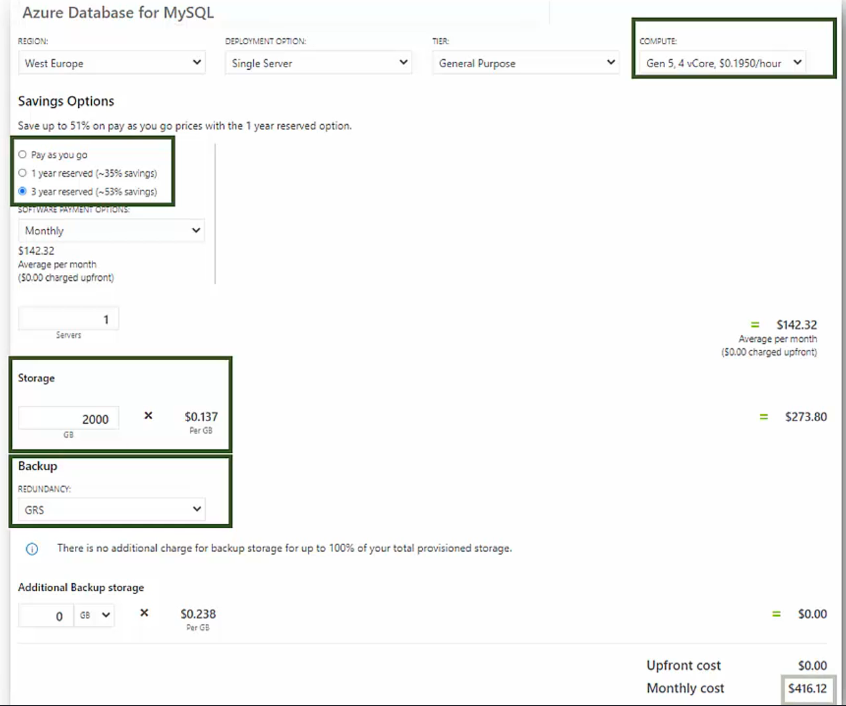 Azure Database for MySQL
REGION: DEPLOYMENT OPTION: TIER: COMPUTE:
West Europe Single Server General Purpose Gen 5, 4 vCore, $0.1950/hour
Savings Options
Save up to 51% on pay as you go prices with the 1 year reserved option.
Pay as you go
1 year reserved (~35% savings)
3 year reserved (~53% savings)
SOFTWARE PAYMENT OPTIONS:
Monthly
$142.32
Average per month
($0.00 charged upfront)
1
Servers
= $142.32
Average per month
($0.00 charged upfront)
Storage
2000 × $0.137 = $273.80
GB Per GB
Backup
REDUNDANCY:
GRS
There is no additional charge for backup storage for up to 100% of your total provisioned storage.
Additional Backup storage
0 GB × $0.238 = $0.00
Per GB
Upfront cost $0.00
Monthly cost $416.12